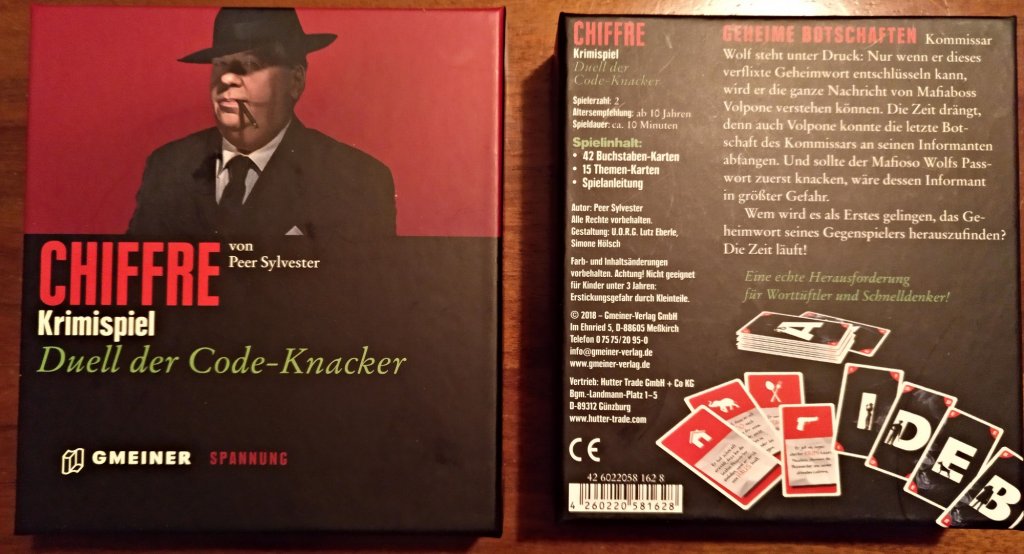 CHIFFRE
von
Peer Sylvester
Krimispiel
Duell der Code-Knacker
GMEINER SPANNUNG
CHIFFRE
Krimispiel
Duell der
Code-Knacker
Spielerzahl: 2
Altersempfehlung: ab 10 Jahren
Spieldauer: ca. 10 Minuten
Spielinhalt:
• 42 Buchstaben-Karten
• 15 Themen-Karten
• Spielanleitung
Autor: Peer Sylvester
Alle Rechte vorbehalten.
Gestaltung: U.O.R.G. Lutz Eberle,
Simone Hölsch
Farb- und Inhaltsänderungen
vorbehalten. Achtung! Nicht geeignet
für Kinder unter 3 Jahren:
Erstickungsgefahr durch Kleinteile.
© 2018 – Gmeiner-Verlag GmbH
Im Ehnried 5, D-88605 Meßkirch
Telefon 0 75 75/20 95-0
info@gmeiner-verlag.de
www.gmeiner-verlag.de
Vertrieb: Hutter Trade GmbH + Co KG
Bgm.-Landmann-Platz 1–5
D-89312 Günzburg
www.hutter-trade.com
CE
42 6022058 162 8
4 260220 581628
GEHEIME BOTSCHAFTEN Kommissar
Wolf steht unter Druck: Nur wenn er dieses
verflixte Geheimwort entschlüsseln kann,
wird er die ganze Nachricht von Mafiaboss
Volpone verstehen können. Die Zeit drängt,
denn auch Volpone konnte die letzte Bot-
schaft des Kommissars an seinen Informanten
abfangen. Und sollte der Mafioso Wolfs Pass-
wort zuerst knacken, wäre dessen Informant
in größter Gefahr.
Wem wird es als Erstes gelingen, das Ge-
heimwort seines Gegenspielers herauszufinden?
Die Zeit läuft!
Eine echte Herausforderung
für Worttüftler und Schnelldenker!
A
I D E B